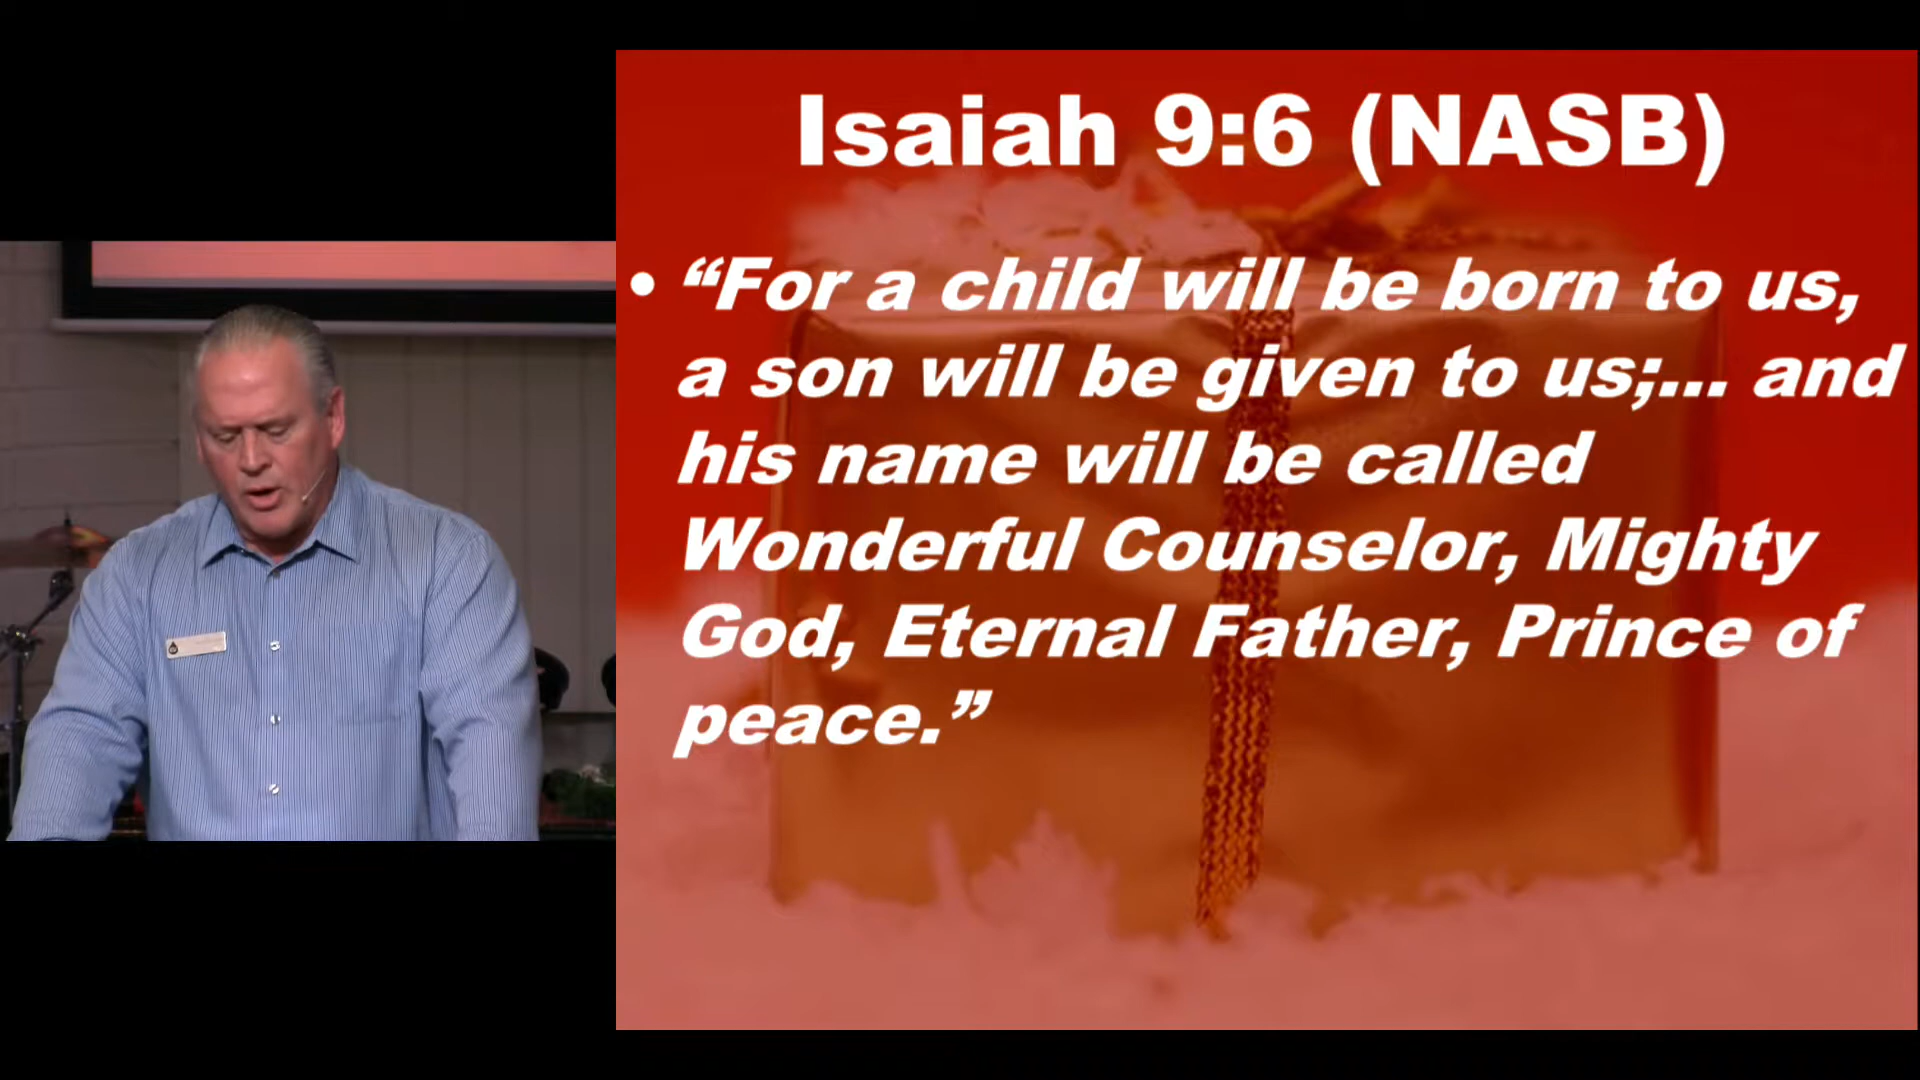 Isaiah 9:6 (NASB)
• “For a child will be born to us,
a son will be given to us;... and
his name will be called
Wonderful Counselor, Mighty
God, Eternal Father, Prince of
peace.”